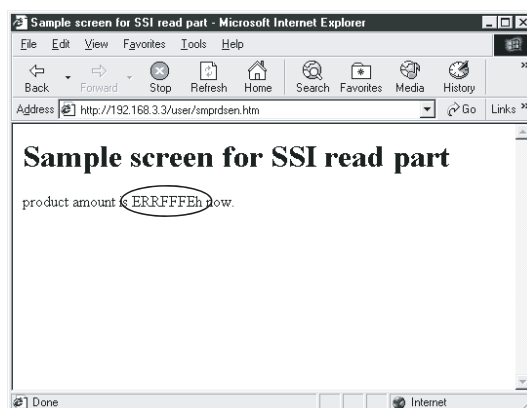 Sample screen for SSI read part - Microsoft Internet Explorer
File Edit View Favorites Tools Help
Back Forward Stop Refresh Home Search Favorites Media History »
Address http://192.168.3.3/user/smprdsen.htm Go Links »
Sample screen for SSI read part
product amount is ERRFFFEh now.
Done Internet